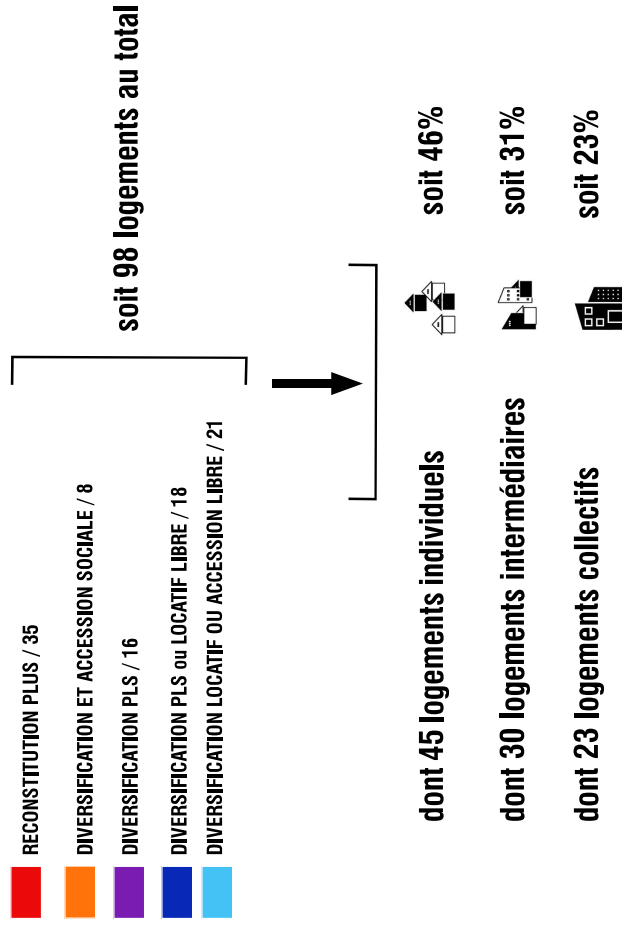 RECONSTITUTION PLUS / 35
DIVERSIFICATION ET ACCESSION SOCIALE / 8
DIVERSIFICATION PLS / 16
DIVERSIFICATION PLS ou LOCATIF LIBRE / 18
DIVERSIFICATION LOCATIF OU ACCESSION LIBRE / 21
soit 98 logements au total
dont 45 logements individuels soit 46%
dont 30 logements intermédiaires soit 31%
dont 23 logements collectifs soit 23%